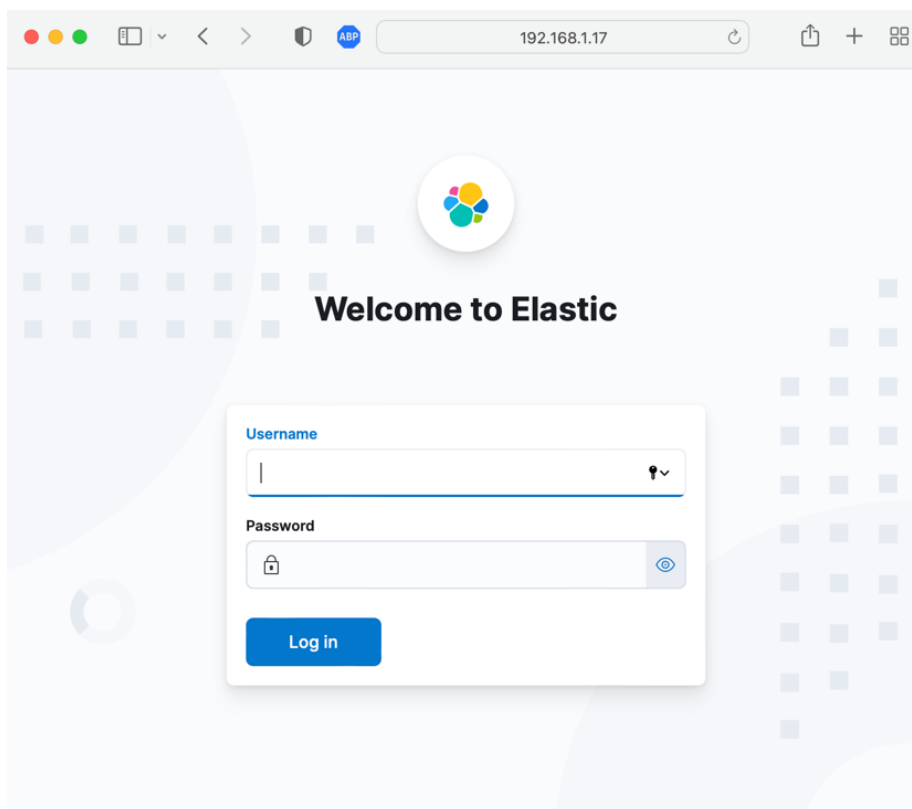 ABP
192.168.1.17
Welcome to Elastic
Username
Password
Log in